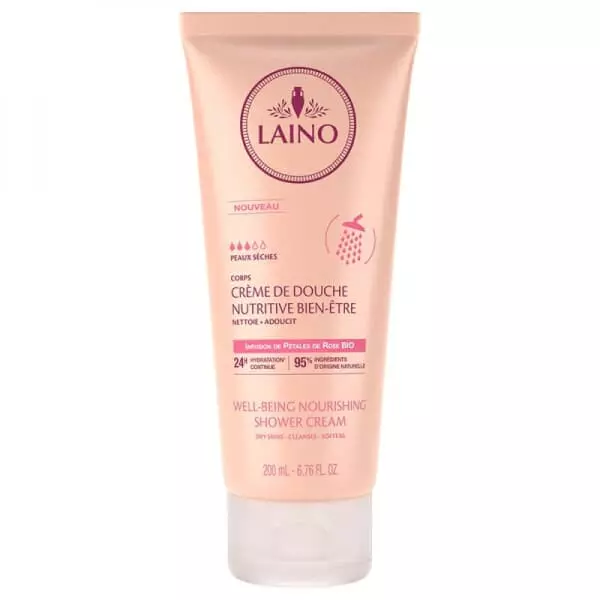 LAINO
NOUVEAU
PEAUX SÈCHES
CORPS
CRÈME DE DOUCHE
NUTRITIVE BIEN-ÊTRE
NETTOIE • ADOUCIT
INFUSION DE PÉTALES DE ROSE BIO
24H HYDRATATION CONTINUE 95% INGRÉDIENTS D'ORIGINE NATURELLE
WELL-BEING NOURISHING
SHOWER CREAM
DRY SKINS - CLEANSES - SOFTENS
200 mL - 6.76 FL. OZ.